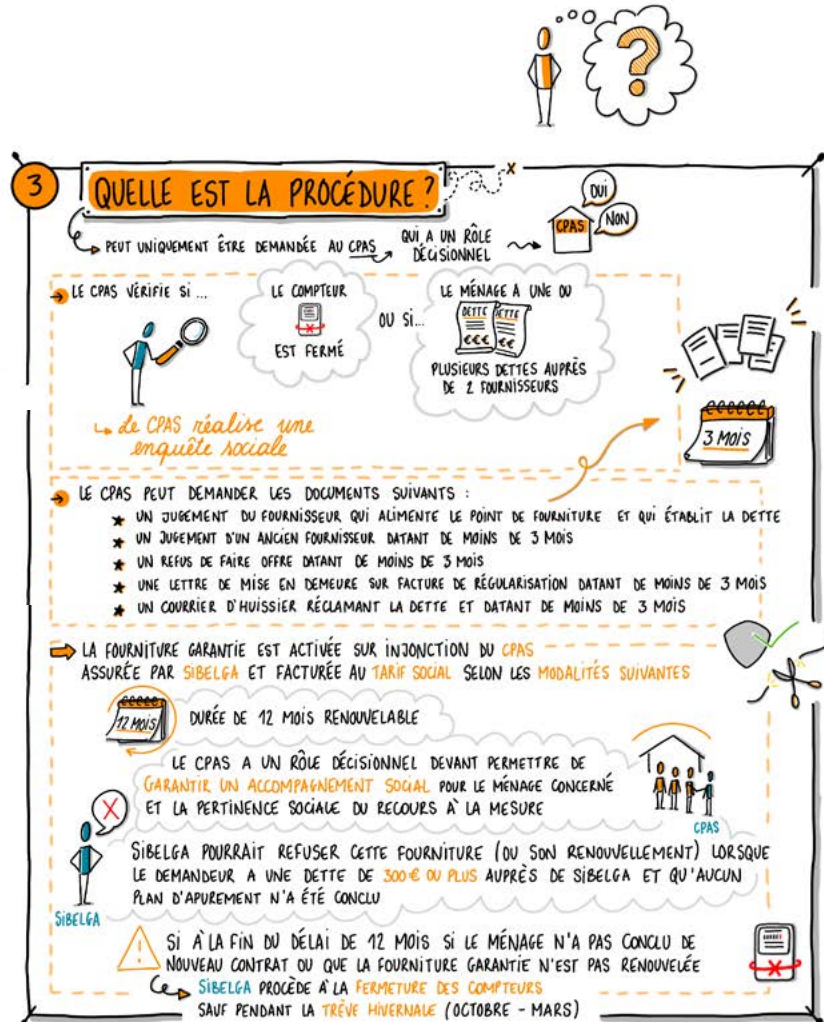 ?
3
QUELLE EST LA PROCÉDURE ?
PEUT UNIQUEMENT ÊTRE DEMANDÉE AU CPAS
QUI A UN RÔLE
DÉCISIONNEL
CPAS
OUI
NON
LE CPAS VÉRIFIE SI ...
LE COMPTEUR
EST FERMÉ
OU SI...
LE MÉNAGE A UNE OU
DETTE
€€€
DETTE
€€€
PLUSIEURS DETTES AUPRÈS
DE 2 FOURNISSEURS
Le CPAS réalise une
enquête sociale
3 MOIS
LE CPAS PEUT DEMANDER LES DOCUMENTS SUIVANTS :
UN JUGEMENT DU FOURNISSEUR QUI ALIMENTE LE POINT DE FOURNITURE ET QUI ÉTABLIT LA DETTE
UN JUGEMENT D'UN ANCIEN FOURNISSEUR DATANT DE MOINS DE 3 MOIS
UN REFUS DE FAIRE OFFRE DATANT DE MOINS DE 3 MOIS
UNE LETTRE DE MISE EN DEMEURE SUR FACTURE DE RÉGULARISATION DATANT DE MOINS DE 3 MOIS
UN COURRIER D'HUISSIER RÉCLAMANT LA DETTE ET DATANT DE MOINS DE 3 MOIS
LA FOURNITURE GARANTIE EST ACTIVÉE SUR INJONCTION DU CPAS
ASSURÉE PAR SIBELGA ET FACTURÉE AU TARIF SOCIAL SELON LES MODALITÉS SUIVANTES
12 MOIS
DURÉE DE 12 MOIS RENOUVELABLE
LE CPAS A UN RÔLE DÉCISIONNEL DEVANT PERMETTRE DE
GARANTIR UN ACCOMPAGNEMENT SOCIAL POUR LE MÉNAGE CONCERNÉ
ET LA PERTINENCE SOCIALE DU RECOURS À LA MESURE
CPAS
SIBELGA POURRAIT REFUSER CETTE FOURNITURE (OU SON RENOUVELLEMENT) LORSQUE
LE DEMANDEUR A UNE DETTE DE 300€ OU PLUS AUPRÈS DE SIBELGA ET QU'AUCUN
PLAN D'APUREMENT N'A ÉTÉ CONCLU
SIBELGA
SI À LA FIN DU DÉLAI DE 12 MOIS SI LE MÉNAGE N'A PAS CONCLU DE
NOUVEAU CONTRAT OU QUE LA FOURNITURE GARANTIE N'EST PAS RENOUVELÉE
SIBELGA PROCÈDE À LA FERMETURE DES COMPTEURS
SAUF PENDANT LA TRÊVE HIVERNALE (OCTOBRE - MARS)